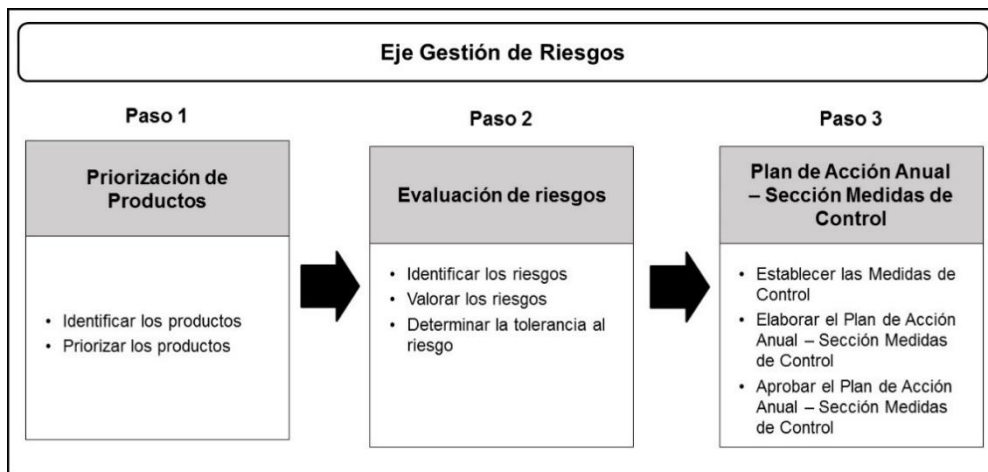 Eje Gestión de Riesgos
Paso 1
Priorización de
Productos
• Identificar los productos
• Priorizar los productos
Paso 2
Evaluación de riesgos
• Identificar los riesgos
• Valorar los riesgos
• Determinar la tolerancia al
riesgo
Paso 3
Plan de Acción Anual
– Sección Medidas de
Control
• Establecer las Medidas de
Control
• Elaborar el Plan de Acción
Anual – Sección Medidas
de Control
• Aprobar el Plan de Acción
Anual – Sección Medidas
de Control